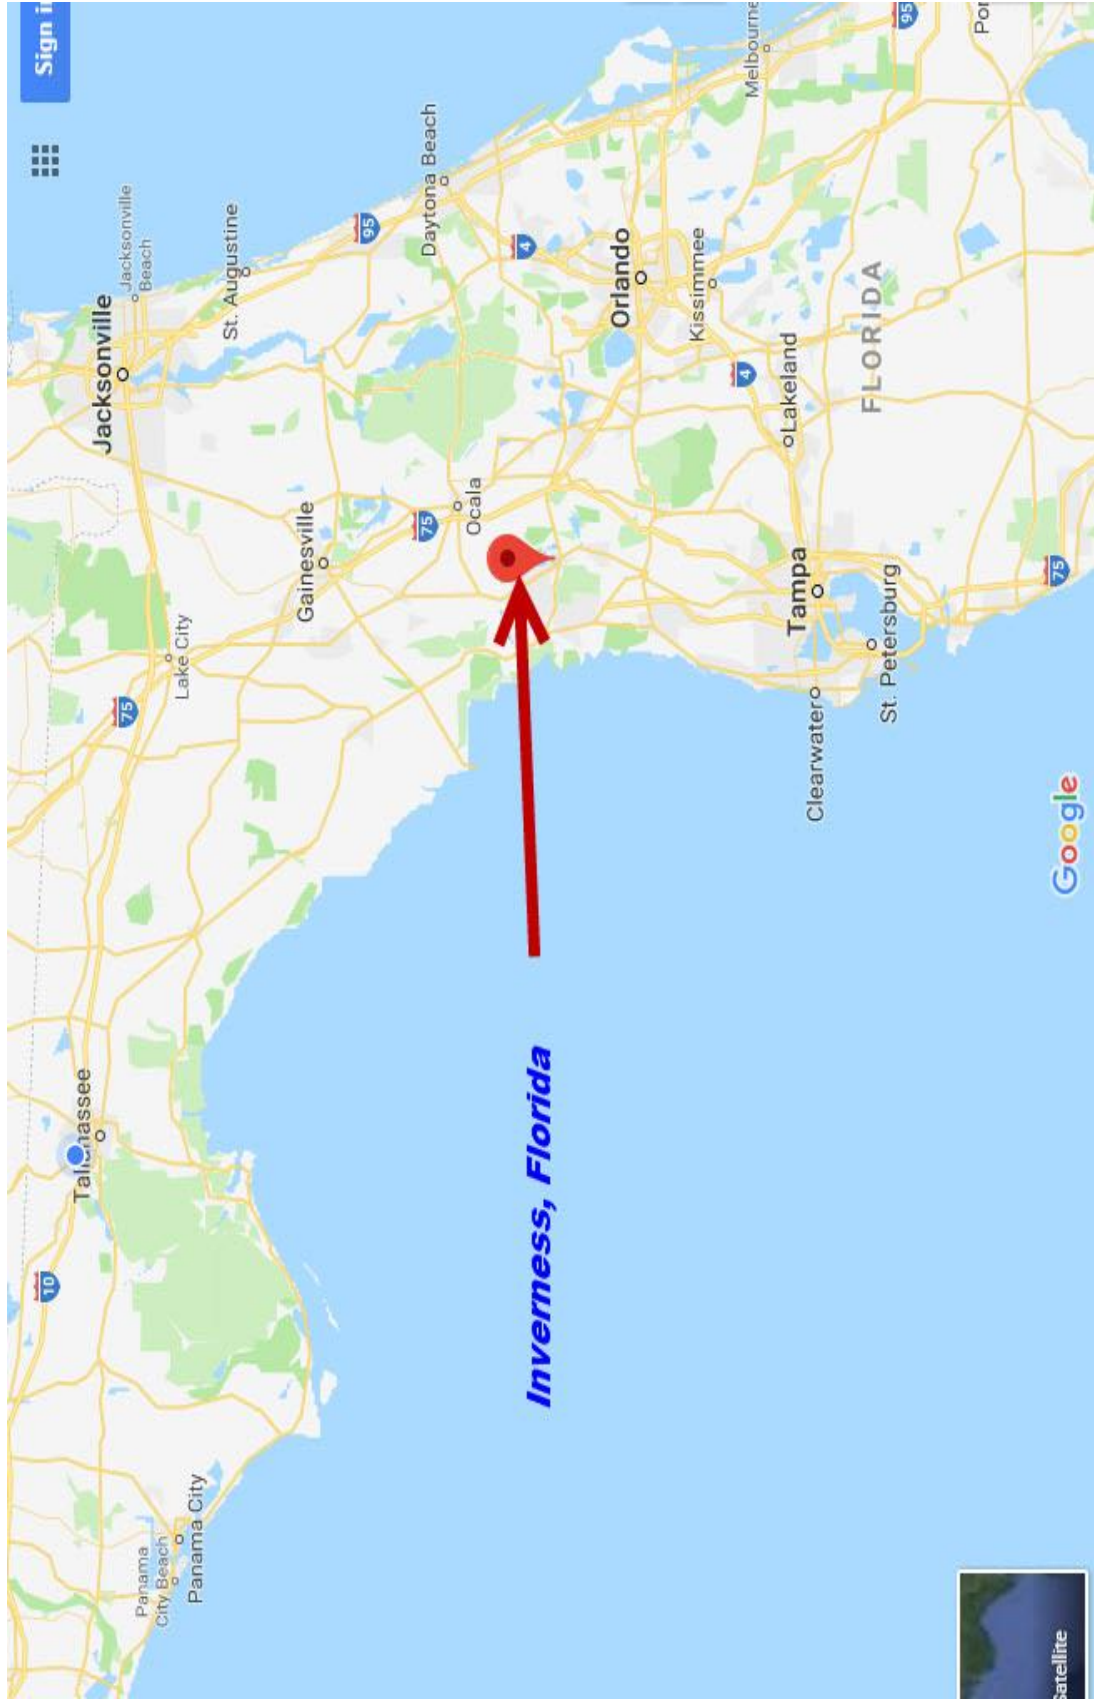 Sign in
10
Tallahassee
Jacksonville
75
Jacksonville
Beach
Panama
City Beach
Lake City
Panama City
St. Augustine
Gainesville
95
75
Daytona Beach
Ocala
4
Inverness, Florida
Orlando
Kissimmee
4
Melbourne
Lakeland
Tampa
Clearwater
FLORIDA
St. Petersburg
95
Por
75
Satellite
Google